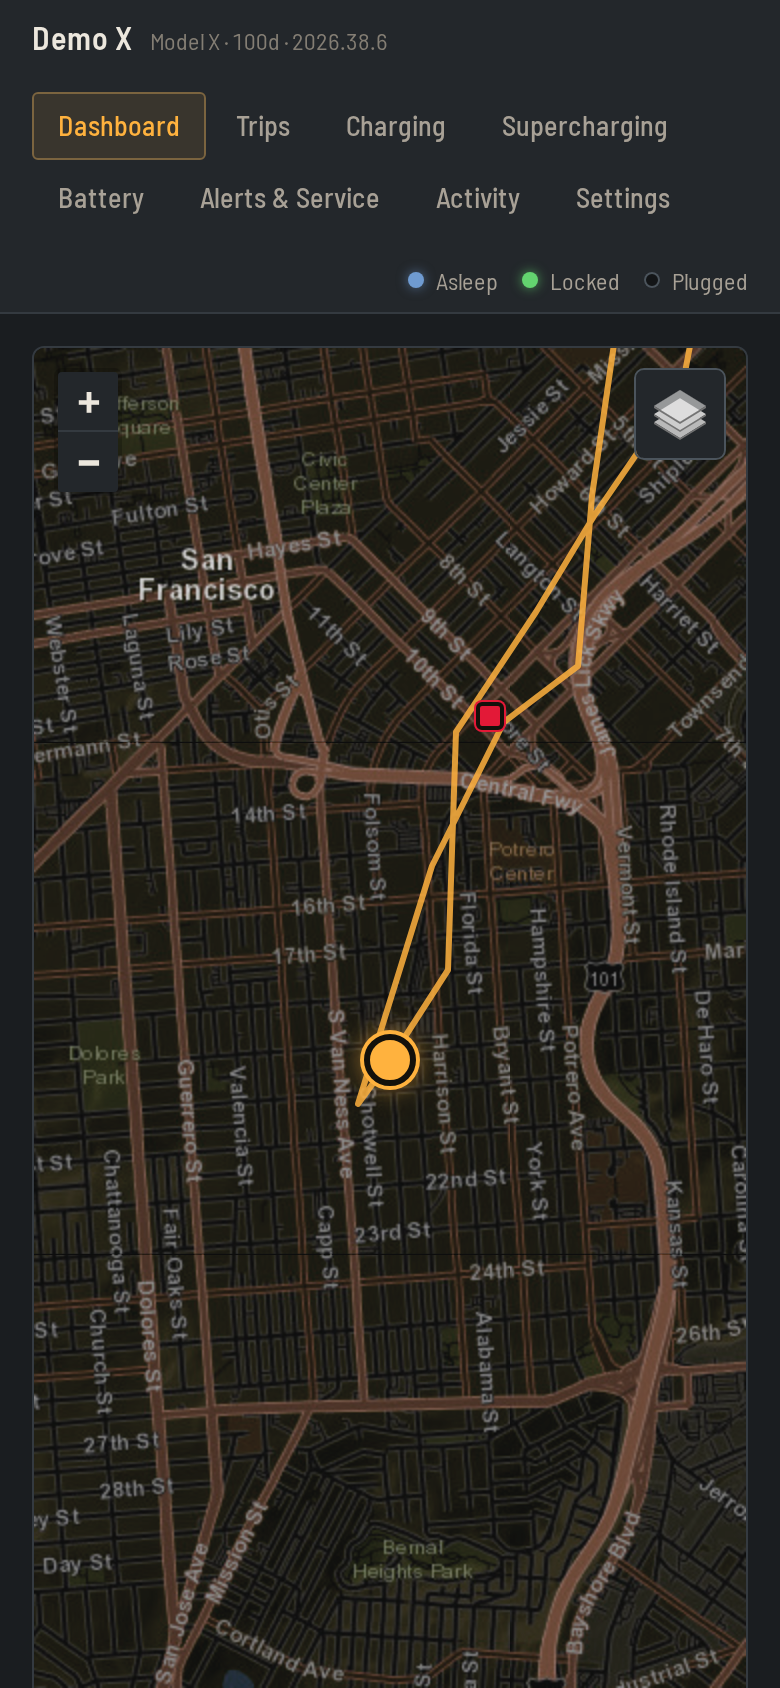 Demo X Model X · 100d · 2026.38.6
Dashboard Trips Charging Supercharging
Battery Alerts & Service Activity Settings
Asleep Locked Plugged
+
−
Jessie St
Howard St
6th St
Civic
Center
Plaza
Fulton St
Hayes St
San
Francisco
Langton St
8th St
Harriet St
9th St
10th St
11th St
Lily St
Rose St
Laguna St
Webster St
Otis St
Central Fwy
14th St
Folsom St
Potrero
Center
Vermont St
Rhode Island St
16th St
17th St
Florida St
Hampshire St
101
De Haro St
Dolores
Park
S Van Ness Ave
Shotwell St
Harrison St
Bryant St
Potrero Ave
Guerrero St
Valencia St
York St
22nd St
23rd St
24th St
Chattanooga St
Fair Oaks St
Capp St
Kansas St
Dolores St
Church St
Alabama St
26th St
27th St
28th St
Day St
San Jose Ave
Mission St
Bernal
Heights Park
Bayshore Blvd
Cortland Ave